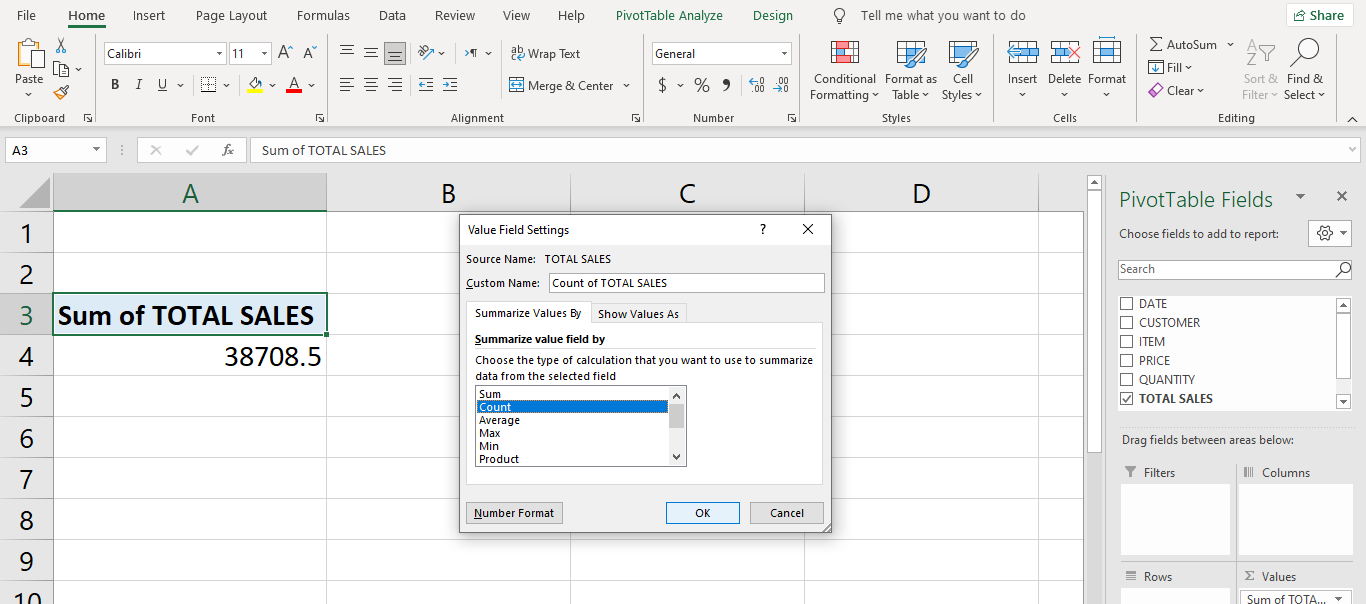 File Home Insert Page Layout Formulas Data Review View Help PivotTable Analyze Design Tell me what you want to do Share
Calibri 11 A^ A˅ Wrap Text General AutoSum
Paste Fill
B I U Merge & Center $ % 9 Conditional Formatting Format as Table Cell Styles Insert Delete Format Clear Sort & Filter Find & Select
Clipboard Font Alignment Number Styles Cells Editing
A3 fx Sum of TOTAL SALES
A B C D
1
2
3 Sum of TOTAL SALES
4 38708.5
5
6
7
8
9
10
Value Field Settings ?
Source Name: TOTAL SALES
Custom Name: Count of TOTAL SALES
Summarize Values By Show Values As
Summarize value field by
Choose the type of calculation that you want to use to summarize
data from the selected field
Sum
Count
Average
Max
Min
Product
Number Format OK Cancel
PivotTable Fields
Choose fields to add to report:
Search
DATE
CUSTOMER
ITEM
PRICE
QUANTITY
TOTAL SALES
Drag fields between areas below:
Filters Columns
Rows Σ Values
Sum of TOTA...